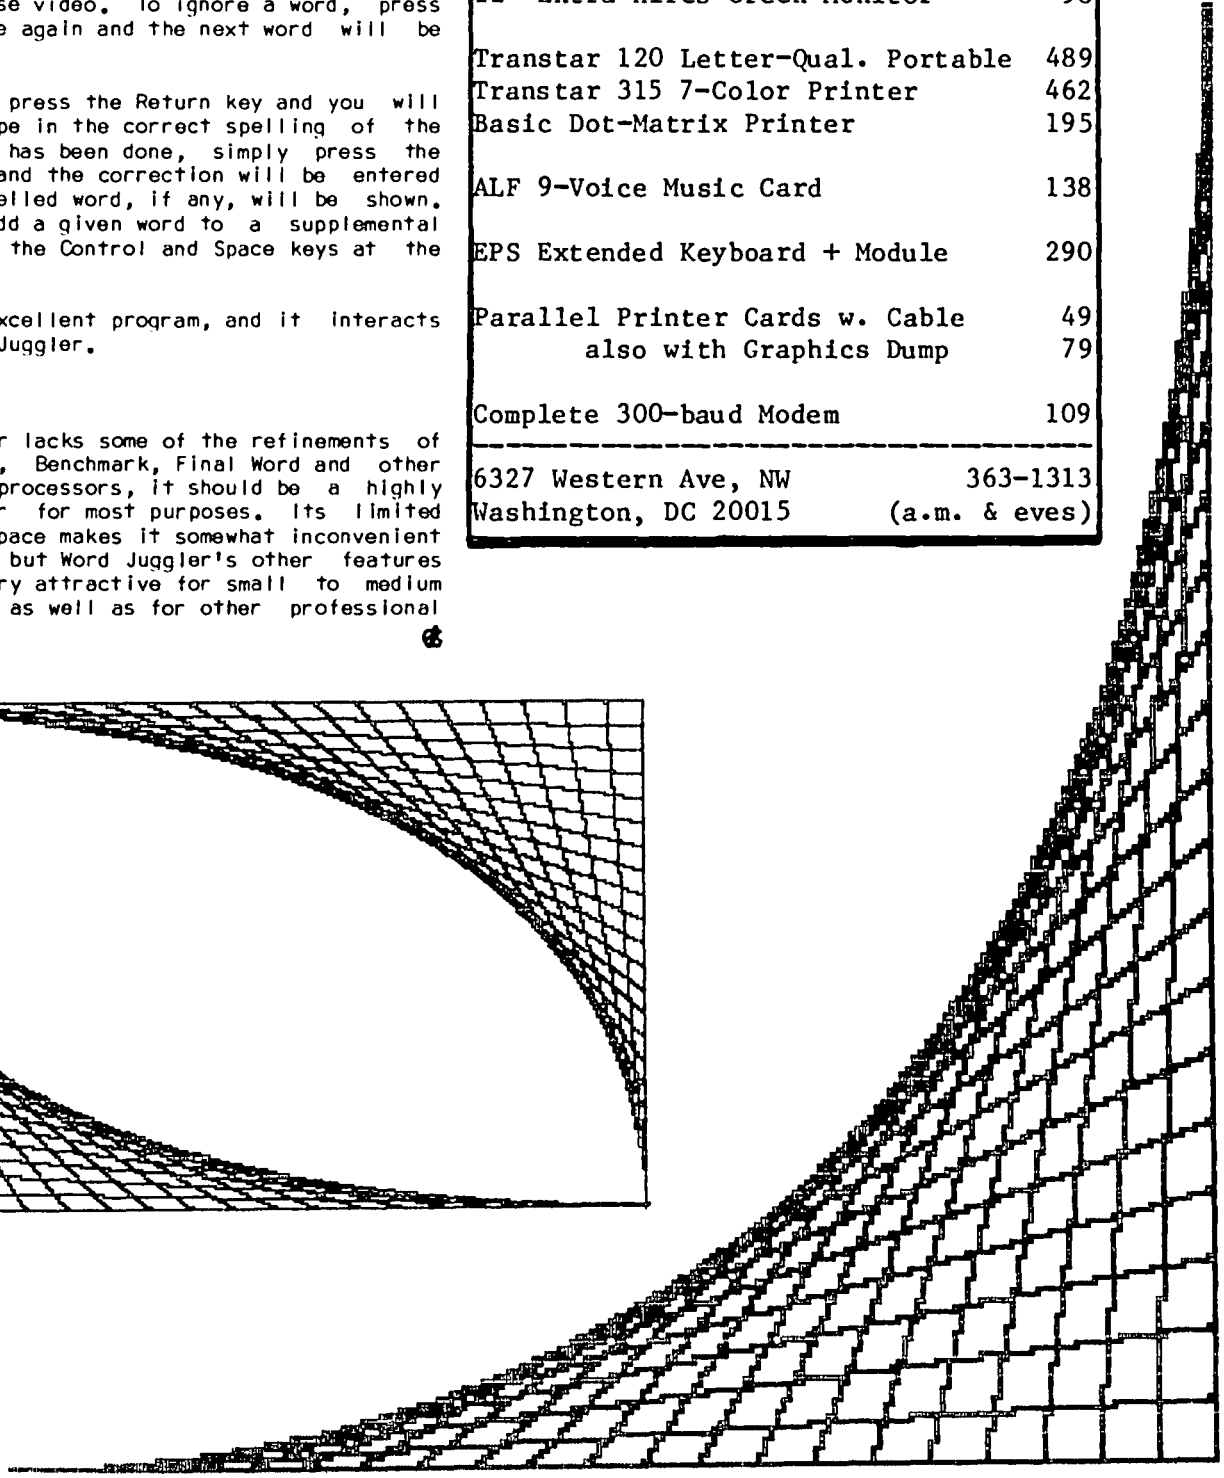 se video. To ignore a word, press
e again and the next word will be
press the Return key and you will
pe in the correct spelling of the
has been done, simply press the
and the correction will be entered
elled word, if any, will be shown.
dd a given word to a supplemental
the Control and Space keys at the
xcellent program, and it interacts
Juggler.
r lacks some of the refinements of
, Benchmark, Final Word and other
processors, it should be a highly
r for most purposes. Its limited
pace makes it somewhat inconvenient
but Word Juggler's other features
ry attractive for small to medium
as well as for other professional
Extra Hires Green Monitor
Transtar 120 Letter-Qual. Portable 489
Transtar 315 7-Color Printer 462
Basic Dot-Matrix Printer 195
ALF 9-Voice Music Card 138
EPS Extended Keyboard + Module 290
Parallel Printer Cards w. Cable 49
also with Graphics Dump 79
Complete 300-baud Modem 109
6327 Western Ave, NW 363-1313
Washington, DC 20015 (a.m. & eves)